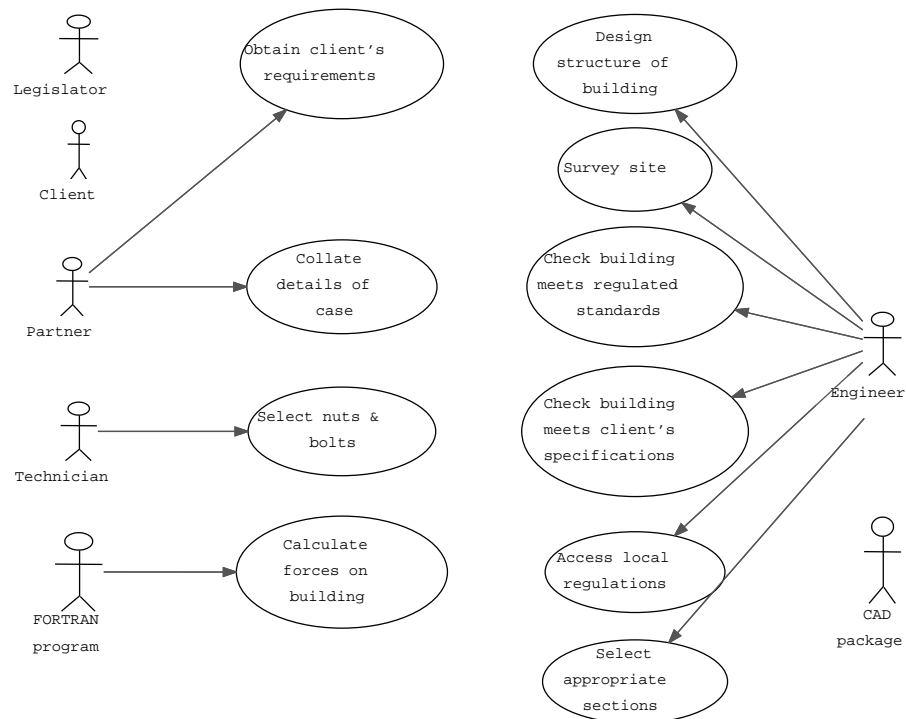 Legislator
Client
Partner
Technician
FORTRAN
program
Obtain client's
requirements
Collate
details of
case
Select nuts &
bolts
Calculate
forces on
building
Design
structure of
building
Survey site
Check building
meets regulated
standards
Check building
meets client's
specifications
Access local
regulations
Select
appropriate
sections
Engineer
CAD
package